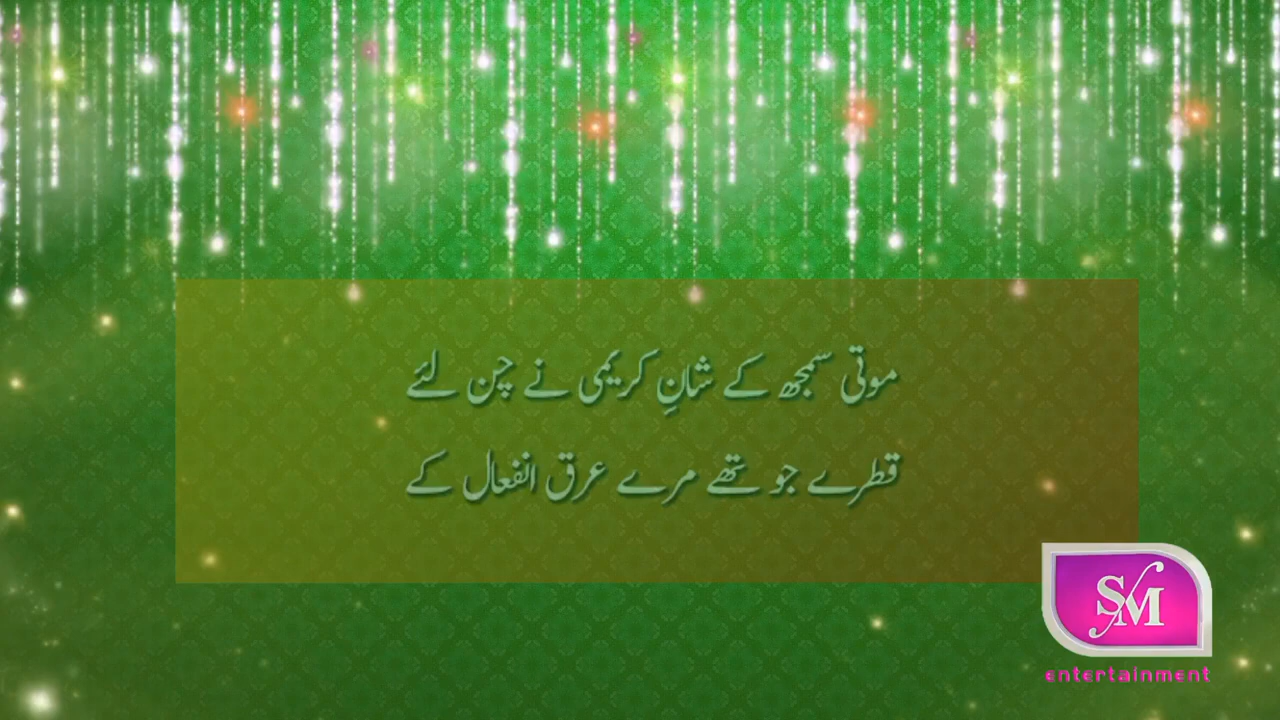 موتی سمجھ کے شانِ کریمی نے چن لئے
قطرے جو تھے مرے عرق انفعال کے
SM
entertainment